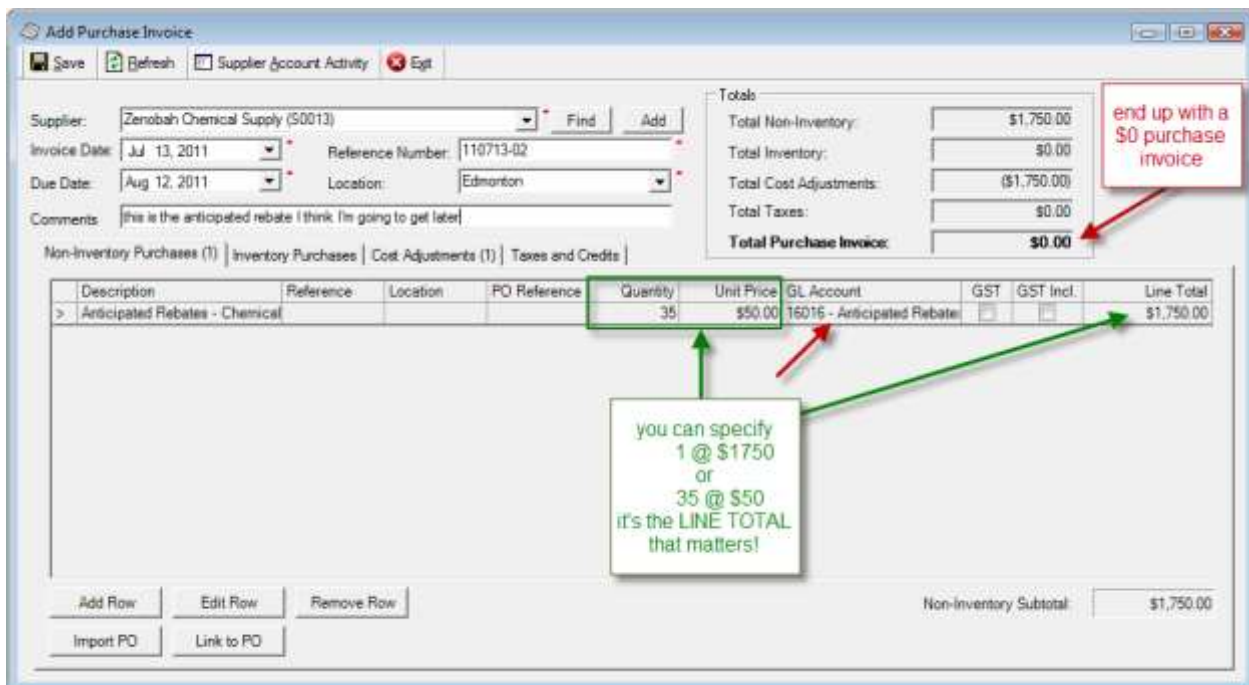 Add Purchase Invoice
Save Refresh Supplier Account Activity Exit
Supplier: Zenobah Chemical Supply (S0013) * Find Add
Invoice Date: Jul 13, 2011 * Reference Number: 110713-02 *
Due Date: Aug 12, 2011 * Location: Edmonton *
Comments this is the anticipated rebate I think I'm going to get later
Totals
Total Non-Inventory: $1,750.00
Total Inventory: $0.00
Total Cost Adjustments: ($1,750.00)
Total Taxes: $0.00
Total Purchase Invoice: $0.00
end up with a
$0 purchase
invoice
Non-Inventory Purchases (1) Inventory Purchases Cost Adjustments (1) Taxes and Credits
Description Reference Location PO Reference Quantity Unit Price GL Account GST GST Incl. Line Total
> Anticipated Rebates - Chemical 35 $50.00 16016 - Anticipated Rebate $1,750.00
you can specify
1 @ $1750
or
35 @ $50
it's the LINE TOTAL
that matters!
Add Row Edit Row Remove Row Non-Inventory Subtotal: $1,750.00
Import PO Link to PO